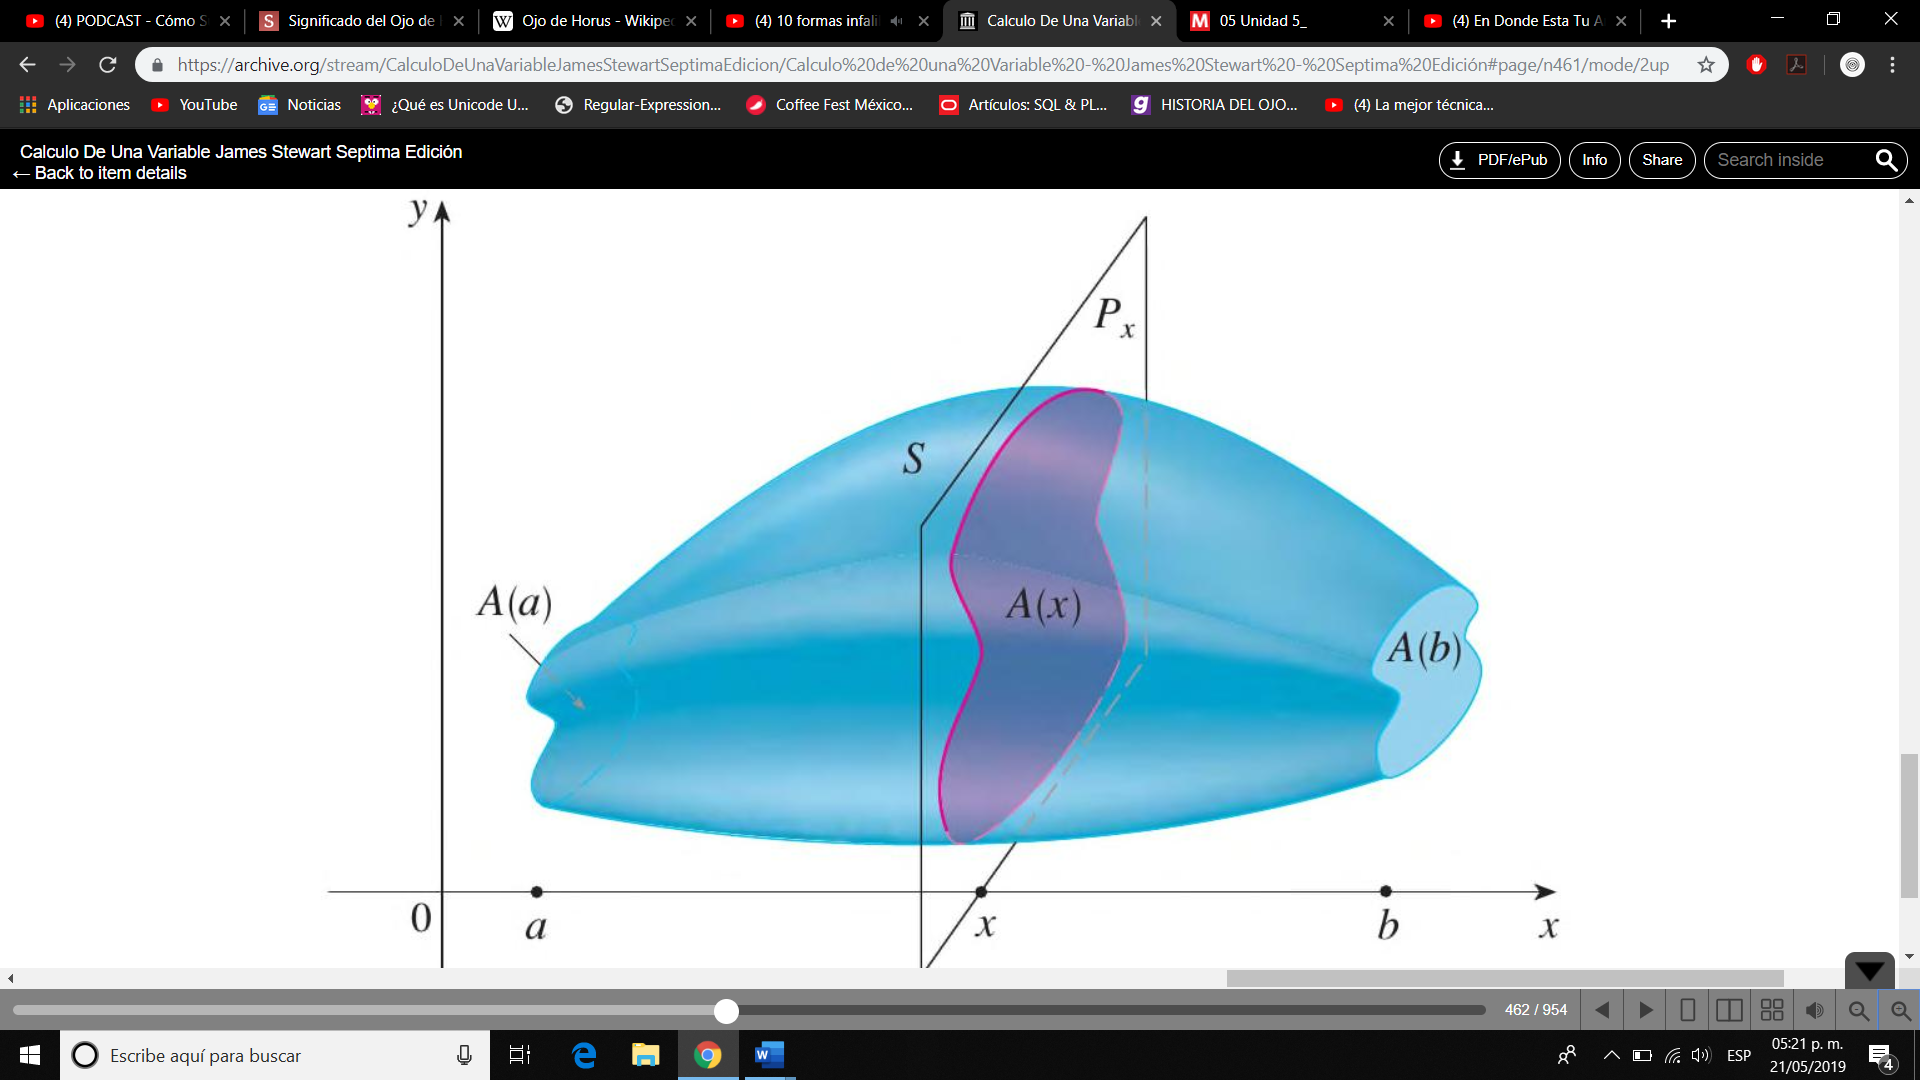 (4) PODCAST - Cómo S
Significado del Ojo de
Ojo de Horus - Wikipe
(4) 10 formas infali
Calculo De Una Variabl
05 Unidad 5_
(4) En Donde Esta Tu A
https://archive.org/stream/CalculoDeUnaVariableJamesStewartSeptimaEdicion/Calculo%20de%20una%20Variable%20-%20James%20Stewart%20-%20Septima%20Edición#page/n461/mode/2up
Aplicaciones
YouTube
Noticias
¿Qué es Unicode U...
Regular-Expression...
Coffee Fest México...
Artículos: SQL & PL...
HISTORIA DEL OJO...
(4) La mejor técnica...
Calculo De Una Variable James Stewart Septima Edición
← Back to item details
PDF/ePub
Info
Share
Search inside
y
P x
S
A(a)
A(x)
A(b)
0
a
x
b
x
462 / 954
Escribe aquí para buscar
ESP
05:21 p. m.
21/05/2019
4